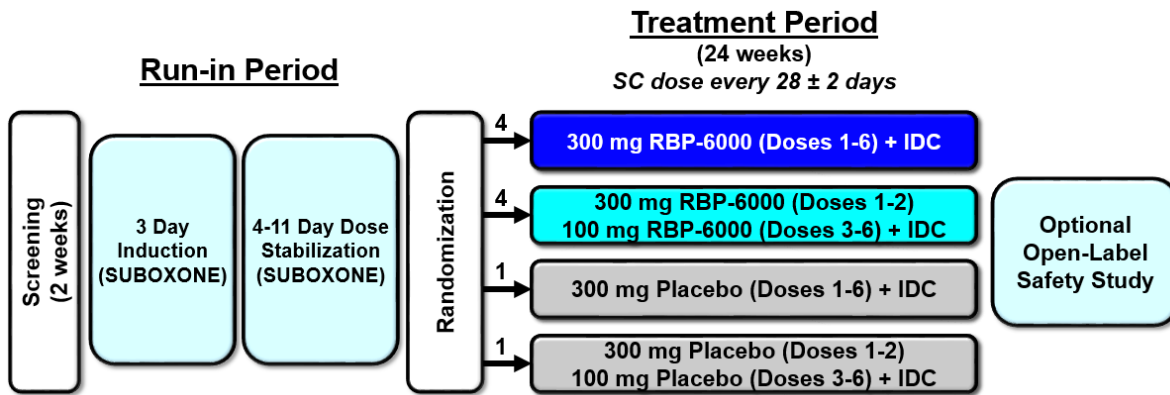 Treatment Period
(24 weeks)
SC dose every 28 ± 2 days
Run-in Period
Screening
(2 weeks)
3 Day
Induction
(SUBOXONE)
4-11 Day Dose
Stabilization
(SUBOXONE)
Randomization
4
300 mg RBP-6000 (Doses 1-6) + IDC
4
300 mg RBP-6000 (Doses 1-2)
100 mg RBP-6000 (Doses 3-6) + IDC
1
300 mg Placebo (Doses 1-6) + IDC
1
300 mg Placebo (Doses 1-2)
100 mg Placebo (Doses 3-6) + IDC
Optional
Open-Label
Safety Study